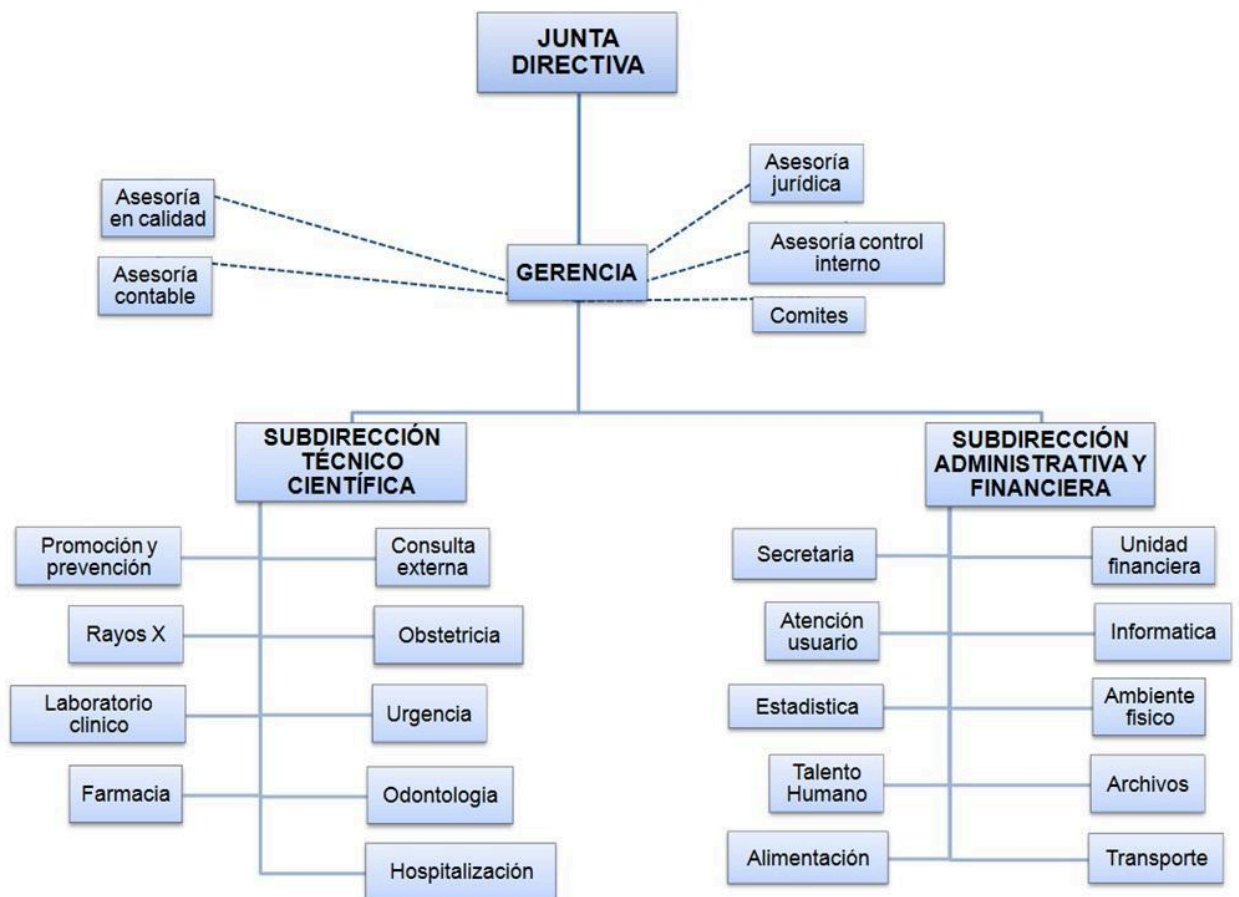 JUNTA
DIRECTIVA
Asesoría
jurídica
Asesoría
en calidad
Asesoría control
interno
GERENCIA
Asesoría
contable
Comites
SUBDIRECCIÓN
TÉCNICO
CIENTÍFICA
SUBDIRECCIÓN
ADMINISTRATIVA Y
FINANCIERA
Promoción y
prevención
Consulta
externa
Rayos X
Obstetricia
Laboratorio
clinico
Urgencia
Farmacia
Odontologia
Hospitalización
Secretaria
Unidad
financiera
Atención
usuario
Informatica
Estadistica
Ambiente
fisico
Talento
Humano
Archivos
Alimentación
Transporte